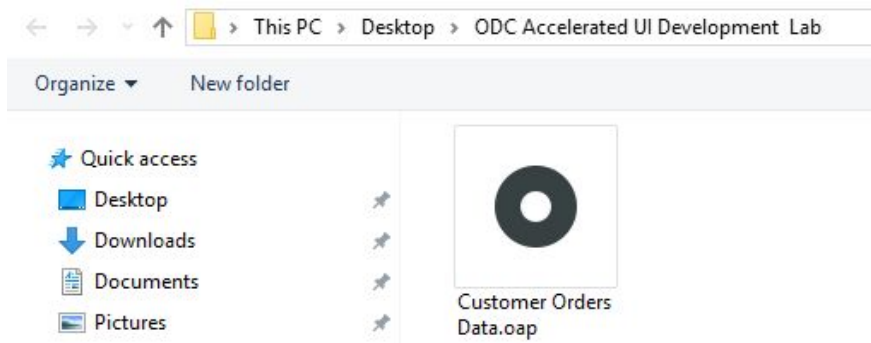 This PC > Desktop > ODC Accelerated UI Development Lab
Organize New folder
Quick access
Desktop
Downloads
Documents
Pictures
Customer Orders
Data.oap